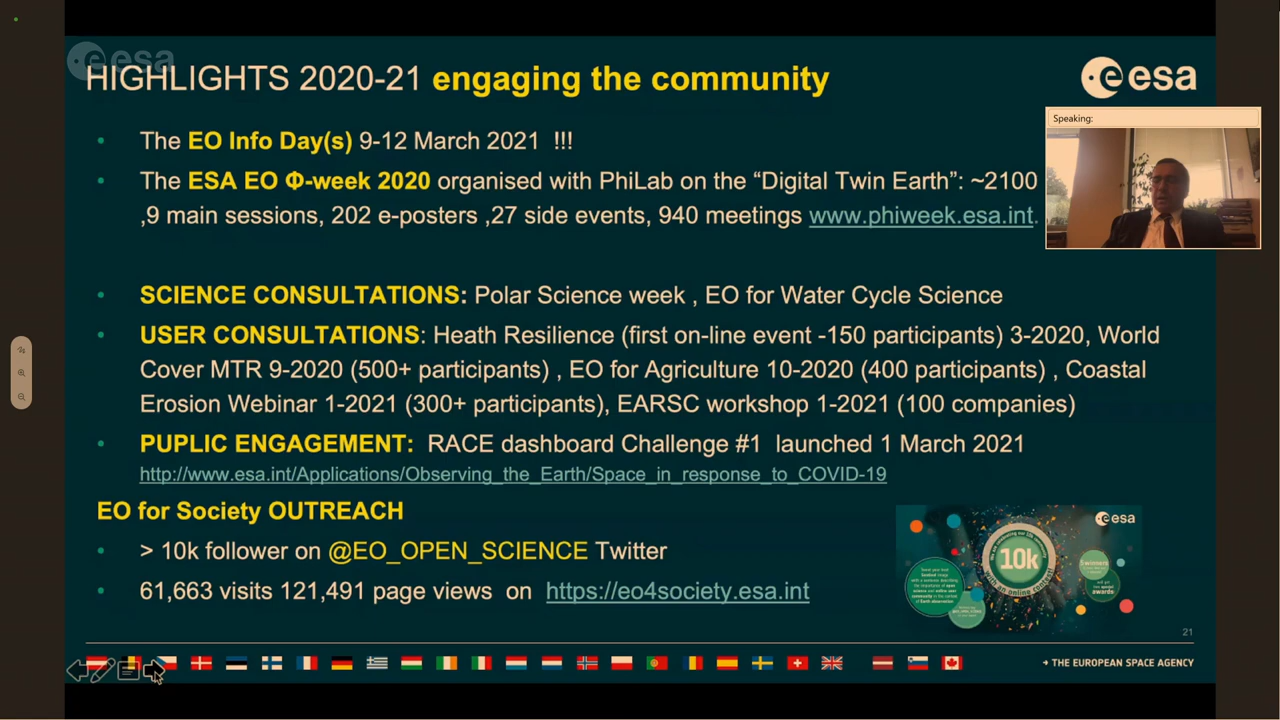 esa
HIGHLIGHTS 2020-21 engaging the community
esa
Speaking:
• The EO Info Day(s) 9-12 March 2021 !!!
• The ESA EO Φ-week 2020 organised with PhiLab on the “Digital Twin Earth”: ~2100
,9 main sessions, 202 e-posters ,27 side events, 940 meetings www.phiweek.esa.int.
• SCIENCE CONSULTATIONS: Polar Science week , EO for Water Cycle Science
• USER CONSULTATIONS: Heath Resilience (first on-line event -150 participants) 3-2020, World
Cover MTR 9-2020 (500+ participants) , EO for Agriculture 10-2020 (400 participants) , Coastal
Erosion Webinar 1-2021 (300+ participants), EARSC workshop 1-2021 (100 companies)
• PUPLIC ENGAGEMENT: RACE dashboard Challenge #1 launched 1 March 2021
http://www.esa.int/Applications/Observing_the_Earth/Space_in_response_to_COVID-19
EO for Society OUTREACH
• > 10k follower on @EO_OPEN_SCIENCE Twitter
• 61,663 visits 121,491 page views on https://eo4society.esa.int
esa
10k
21
→ THE EUROPEAN SPACE AGENCY